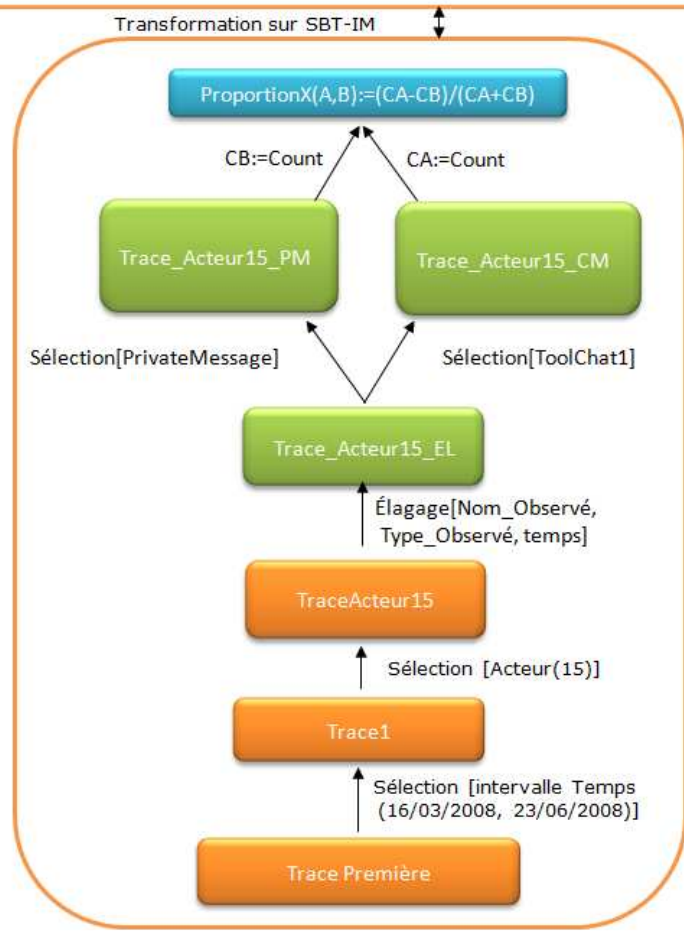 Transformation sur SBT-IM
ProportionX(A,B):=(CA-CB)/(CA+CB)
CB:=Count
CA:=Count
Trace_Acteur15_PM
Trace_Acteur15_CM
Sélection[PrivateMessage]
Sélection[ToolChat1]
Trace_Acteur15_EL
Élagage[Nom_Observé,
Type_Observé, temps]
TraceActeur15
Sélection [Acteur(15)]
Trace1
Sélection [intervalle Temps
(16/03/2008, 23/06/2008)]
Trace Première